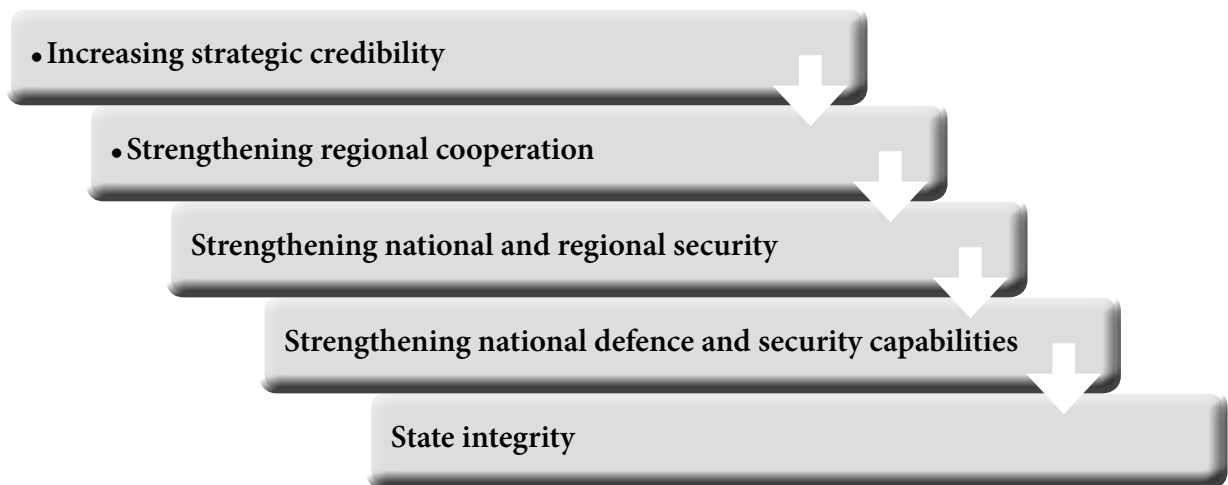 • Increasing strategic credibility
• Strengthening regional cooperation
Strengthening national and regional security
Strengthening national defence and security capabilities
State integrity